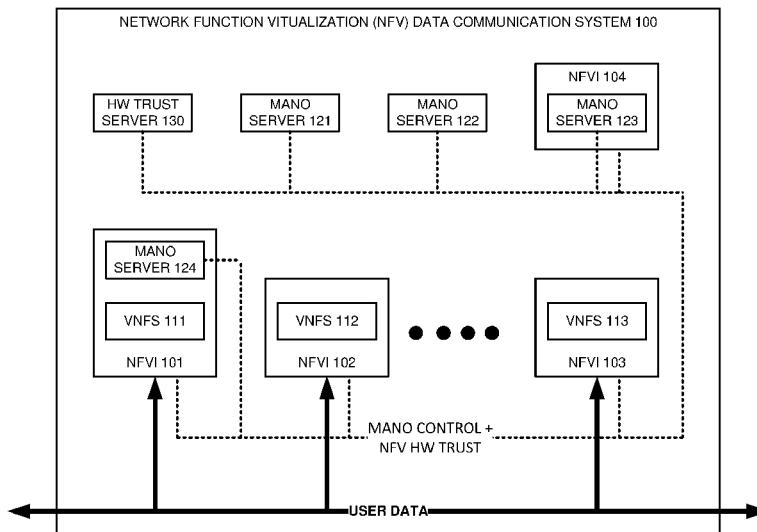 NETWORK FUNCTION VITUALIZATION (NFV) DATA COMMUNICATION SYSTEM 100
NFVI 104
HW TRUST
SERVER 130
MANO
SERVER 121
MANO
SERVER 122
MANO
SERVER 123
MANO
SERVER 124
VNFS 111
NFVI 101
VNFS 112
NFVI 102
VNFS 113
NFVI 103
MANO CONTROL +
NFV HW TRUST
USER DATA